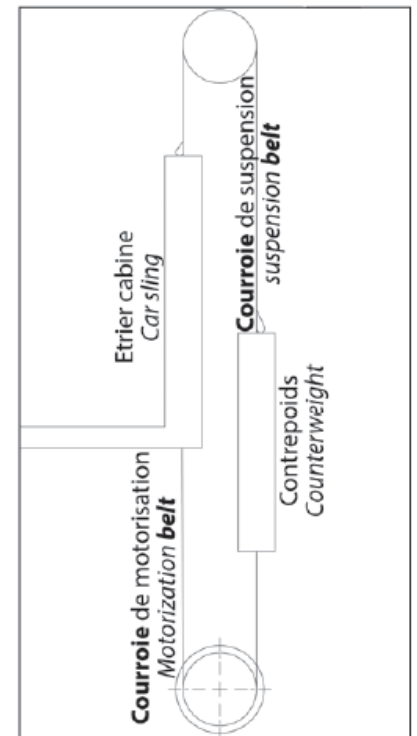 Courroie de suspension
suspension belt
Etrier cabine
Car sling
Contrepoids
Counterweight
Courroie de motorisation
Motorization belt